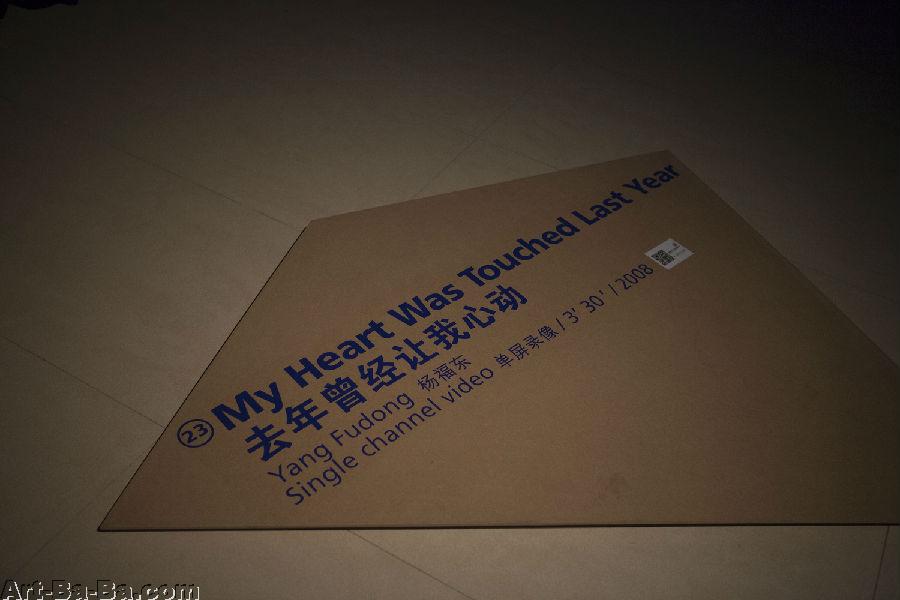 23 My Heart Was Touched Last Year
去年曾经让我心动
Yang Fudong 杨福东
Single channel video 单屏录像 / 3' 30' / 2008
Art-Ba-Ba.com